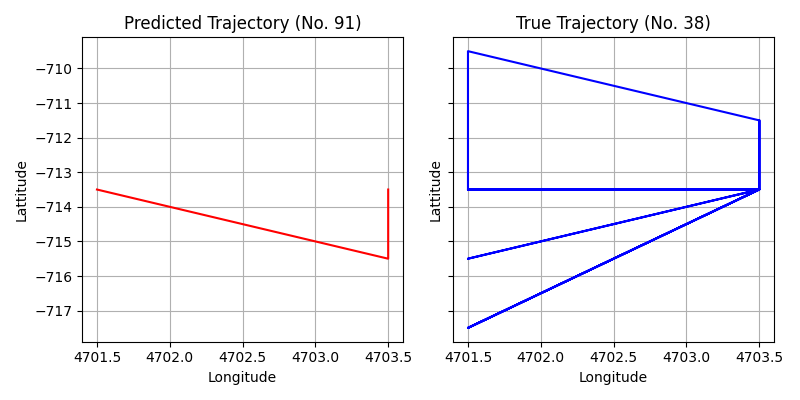 Predicted Trajectory (No. 91)
True Trajectory (No. 38)
Lattitude
−710
−711
−712
−713
−714
−715
−716
−717
4701.5 4702.0 4702.5 4703.0 4703.5
Longitude
Lattitude
4701.5 4702.0 4702.5 4703.0 4703.5
Longitude